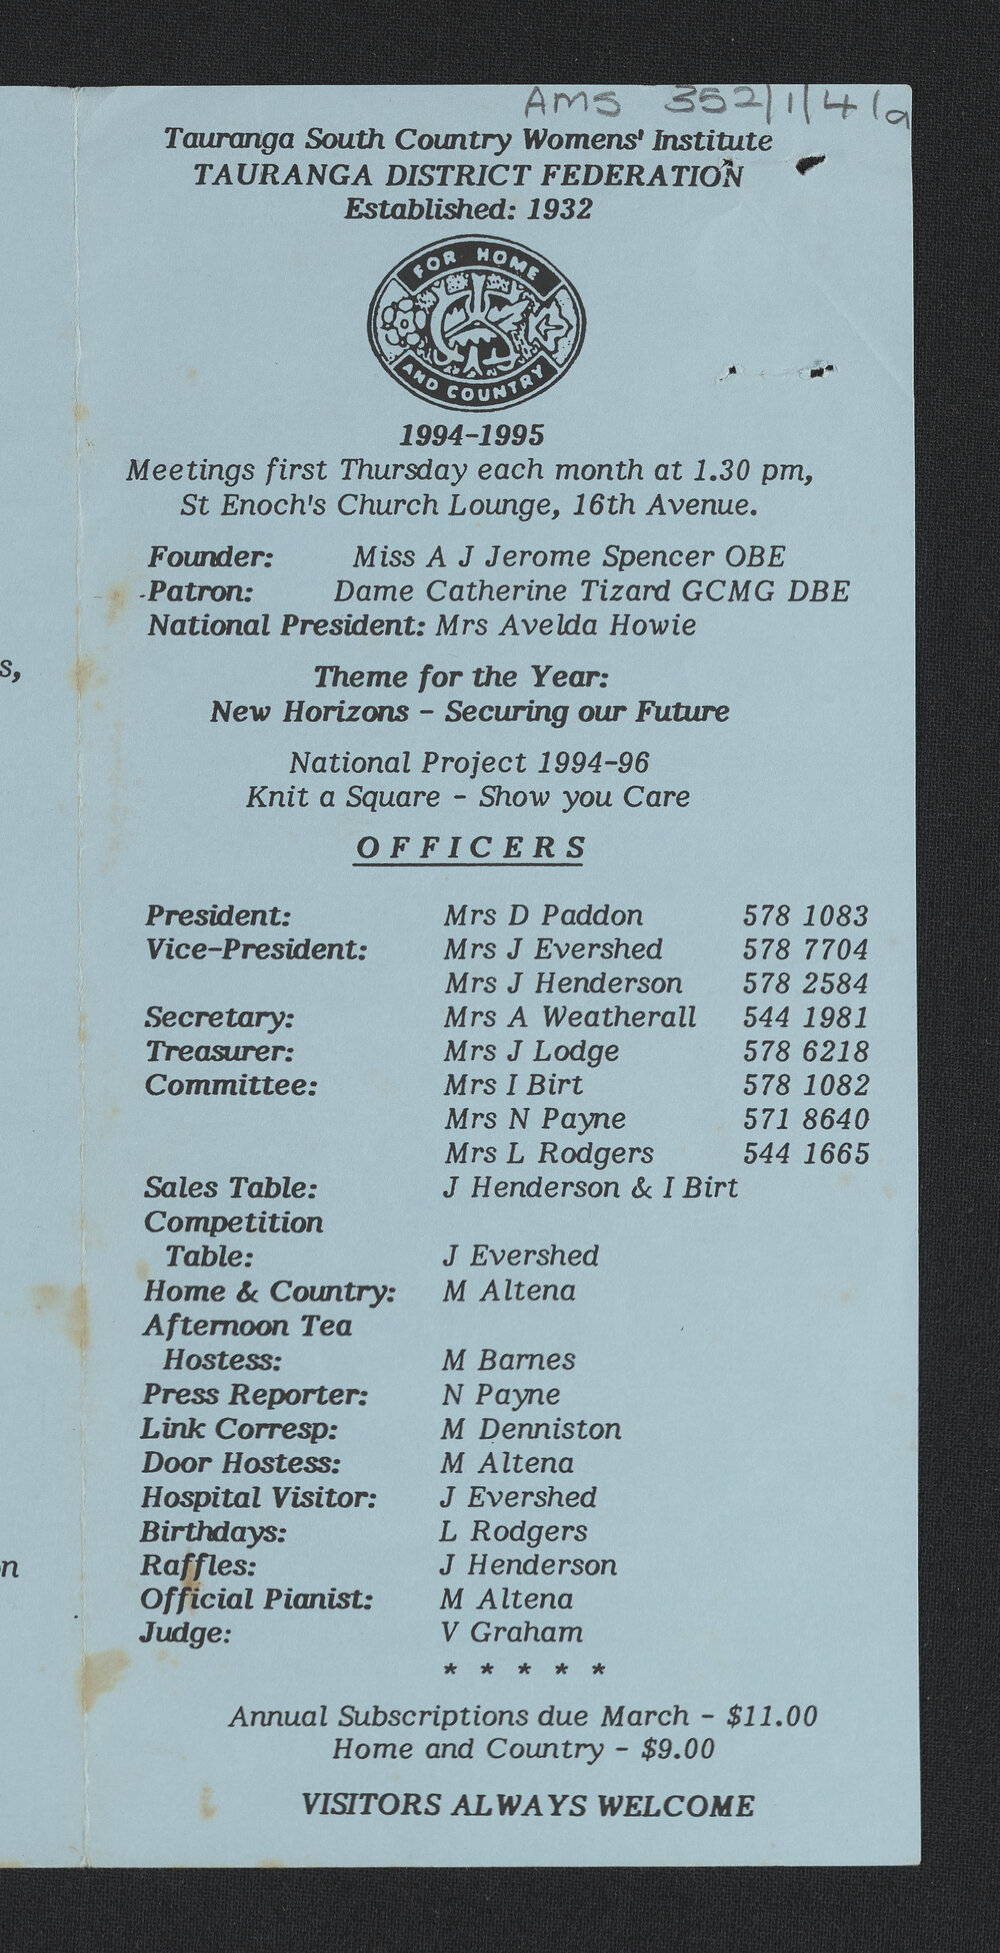 AMS 352/1/4/a
Tauranga South Country Womens' Institute
TAURANGA DISTRICT FEDERATION
Established: 1932
FOR HOME
AND COUNTRY
1994-1995
Meetings first Thursday each month at 1.30 pm,
St Enoch's Church Lounge, 16th Avenue.
Founder: Miss A J Jerome Spencer OBE
Patron: Dame Catherine Tizard GCMG DBE
National President: Mrs Avelda Howie
s,
Theme for the Year:
New Horizons - Securing our Future
National Project 1994-96
Knit a Square - Show you Care
OFFICERS
President: Mrs D Paddon 578 1083
Vice-President: Mrs J Evershed 578 7704
Mrs J Henderson 578 2584
Secretary: Mrs A Weatherall 544 1981
Treasurer: Mrs J Lodge 578 6218
Committee: Mrs I Birt 578 1082
Mrs N Payne 571 8640
Mrs L Rodgers 544 1665
Sales Table: J Henderson & I Birt
Competition
Table: J Evershed
Home & Country: M Altena
Afternoon Tea
Hostess: M Barnes
Press Reporter: N Payne
Link Corresp: M Denniston
Door Hostess: M Altena
Hospital Visitor: J Evershed
Birthdays: L Rodgers
n
Raffles: J Henderson
Official Pianist: M Altena
Judge: V Graham
* * * * *
Annual Subscriptions due March - $11.00
Home and Country - $9.00
VISITORS ALWAYS WELCOME